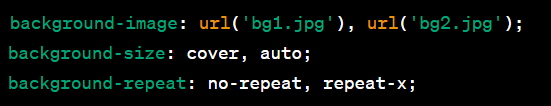 background-image: url('bg1.jpg'), url('bg2.jpg');
background-size: cover, auto;
background-repeat: no-repeat, repeat-x;